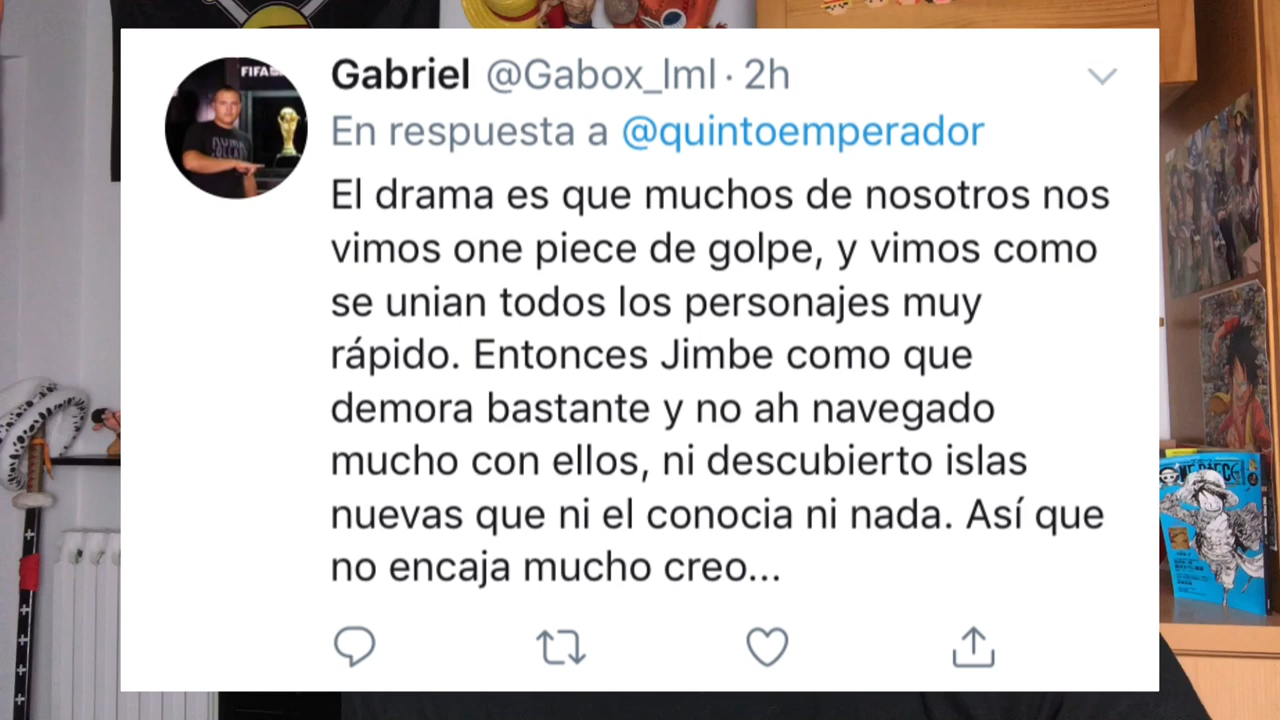 FIFA
Gabriel @Gabox_lml · 2h
En respuesta a @quintoemperador
El drama es que muchos de nosotros nos
vimos one piece de golpe, y vimos como
se unian todos los personajes muy
rápido. Entonces Jimbe como que
demora bastante y no ah navegado
mucho con ellos, ni descubierto islas
nuevas que ni el conocia ni nada. Así que
no encaja mucho creo...
ONE PIECE